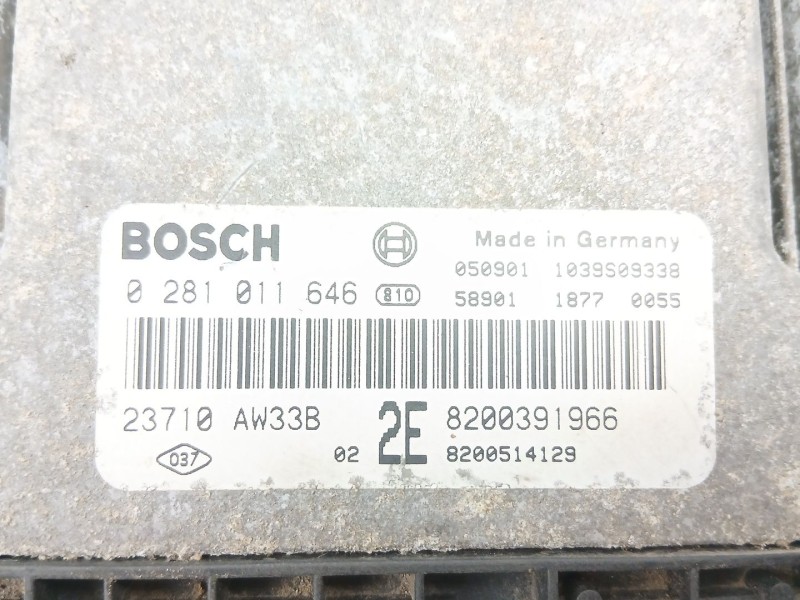 BOSCH
Made in Germany
050901 1039S09338
0 281 011 646 810
58901 1877 0055
23710 AW33B 2E 8200391966
037 02 8200514129